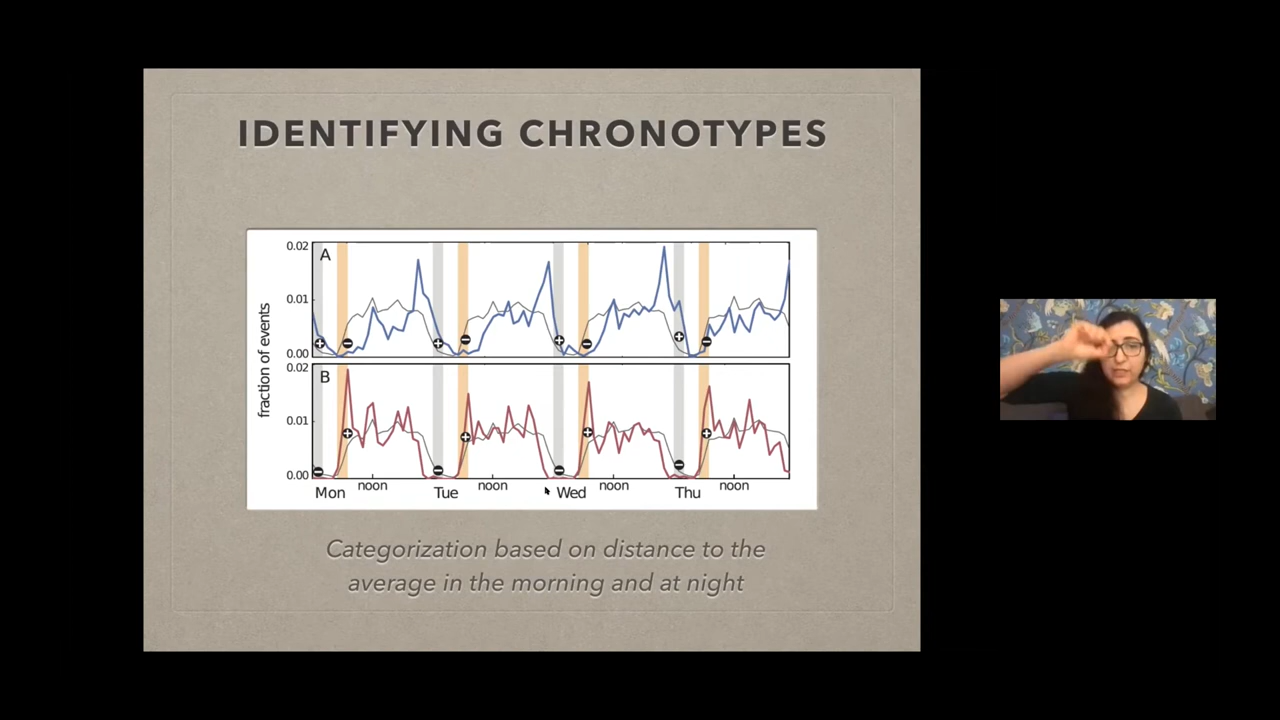 IDENTIFYING CHRONOTYPES
A
0.02
0.01
0.00
fraction of events
B
0.02
0.01
0.00
Mon noon Tue noon Wed noon Thu noon
Categorization based on distance to the
average in the morning and at night